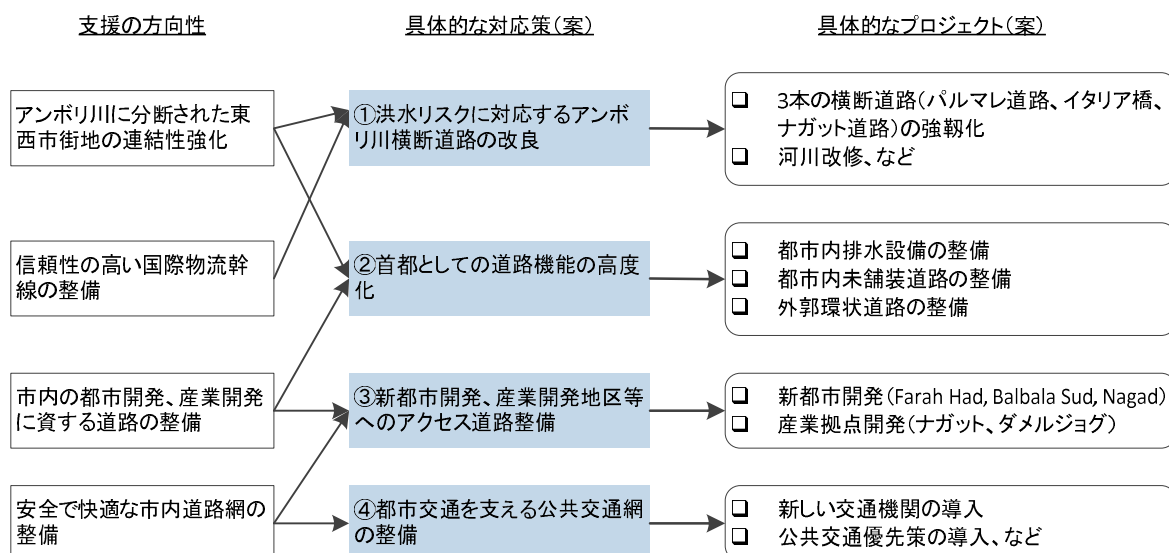 支援の方向性
具体的な対応策(案)
具体的なプロジェクト(案)
アンボリ川に分断された東
西市街地の連結性強化
①洪水リスクに対応するアンボ
リ川横断道路の改良
3本の横断道路(パルマレ道路、イタリア橋、
ナガット道路)の強靱化
河川改修、など
信頼性の高い国際物流幹
線の整備
②首都としての道路機能の高度
化
都市内排水設備の整備
都市内未舗装道路の整備
外郭環状道路の整備
市内の都市開発、産業開発
に資する道路の整備
③新都市開発、産業開発地区等
へのアクセス道路整備
新都市開発(Farah Had, Balbala Sud, Nagad)
産業拠点開発(ナガット、ダメルジョグ)
安全で快適な市内道路網の
整備
④都市交通を支える公共交通網
の整備
新しい交通機関の導入
公共交通優先策の導入、など